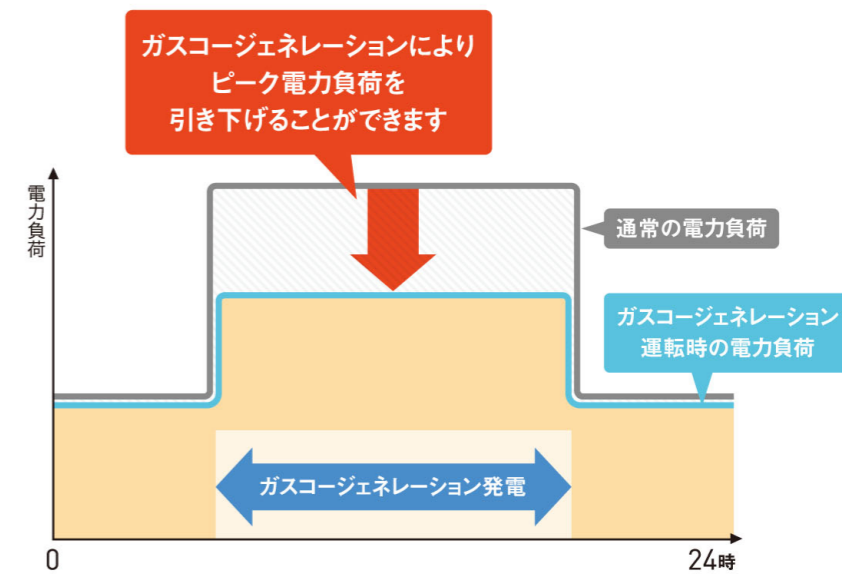 ガスコージェネレーションにより
ピーク電力負荷を
引き下げることができます
電力負荷
通常の電力負荷
ガスコージェネレーション
運転時の電力負荷
ガスコージェネレーション発電
0
24時